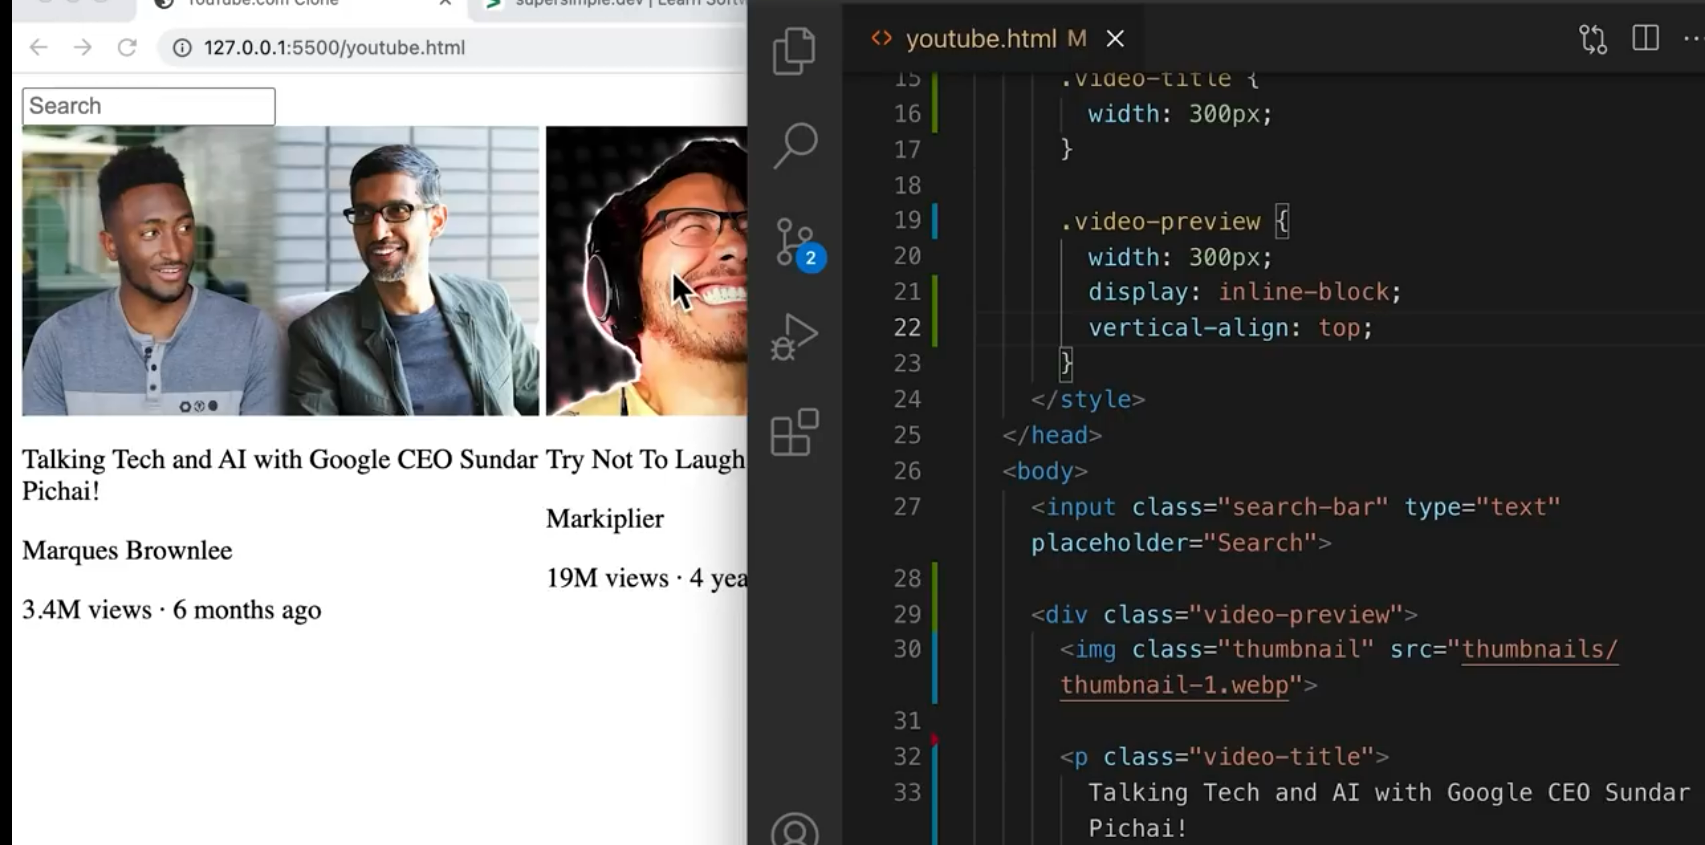 YouTube.com Clone
supersimple.dev | Learn Softw
127.0.0.1:5500/youtube.html
Search
Talking Tech and AI with Google CEO Sundar
Pichai!
Marques Brownlee
3.4M views · 6 months ago
Try Not To Laugh
Markiplier
19M views · 4 yea
2
youtube.html M
15 .video-title {
16 width: 300px;
17 }
18
19 .video-preview {
20 width: 300px;
21 display: inline-block;
22 vertical-align: top;
23 }
24 </style>
25 </head>
26 <body>
27 <input class="search-bar" type="text"
placeholder="Search">
28
29 <div class="video-preview">
30 <img class="thumbnail" src="thumbnails/
thumbnail-1.webp">
31
32 <p class="video-title">
33 Talking Tech and AI with Google CEO Sundar
Pichai!